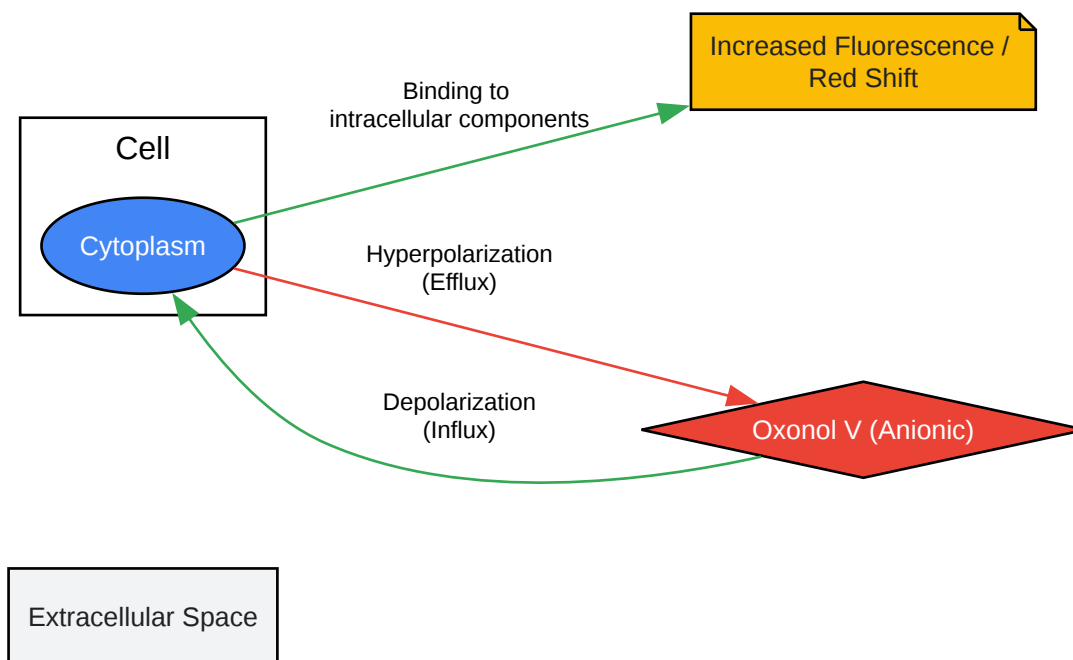 Increased Fluorescence /
Red Shift
Binding to
intracellular components
Cell
Cytoplasm
Hyperpolarization
(Efflux)
Depolarization
(Influx)
Oxonol V (Anionic)
Extracellular Space